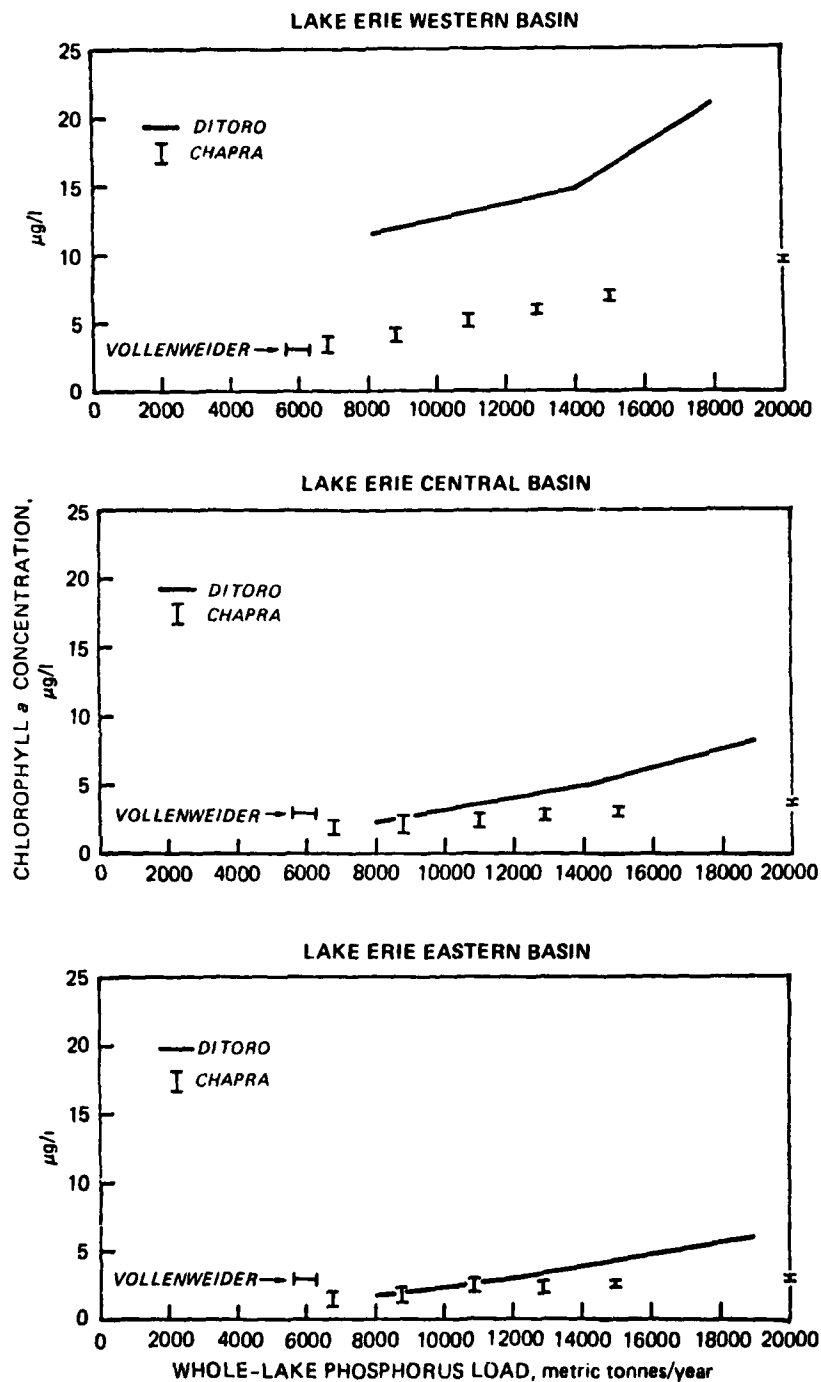 LAKE ERIE WESTERN BASIN
25
20
15
10
5
0
µg/l
DITORO
CHAPRA
VOLLENWEIDER
0 2000 4000 6000 8000 10000 12000 14000 16000 18000 20000
LAKE ERIE CENTRAL BASIN
CHLOROPHYLL a CONCENTRATION,
µg/l
25
20
15
10
5
0
DITORO
CHAPRA
VOLLENWEIDER
0 2000 4000 6000 8000 10000 12000 14000 16000 18000 20000
LAKE ERIE EASTERN BASIN
25
20
15
10
5
0
µg/l
DITORO
CHAPRA
VOLLENWEIDER
0 2000 4000 6000 8000 10000 12000 14000 16000 18000 20000
WHOLE-LAKE PHOSPHORUS LOAD, metric tonnes/year